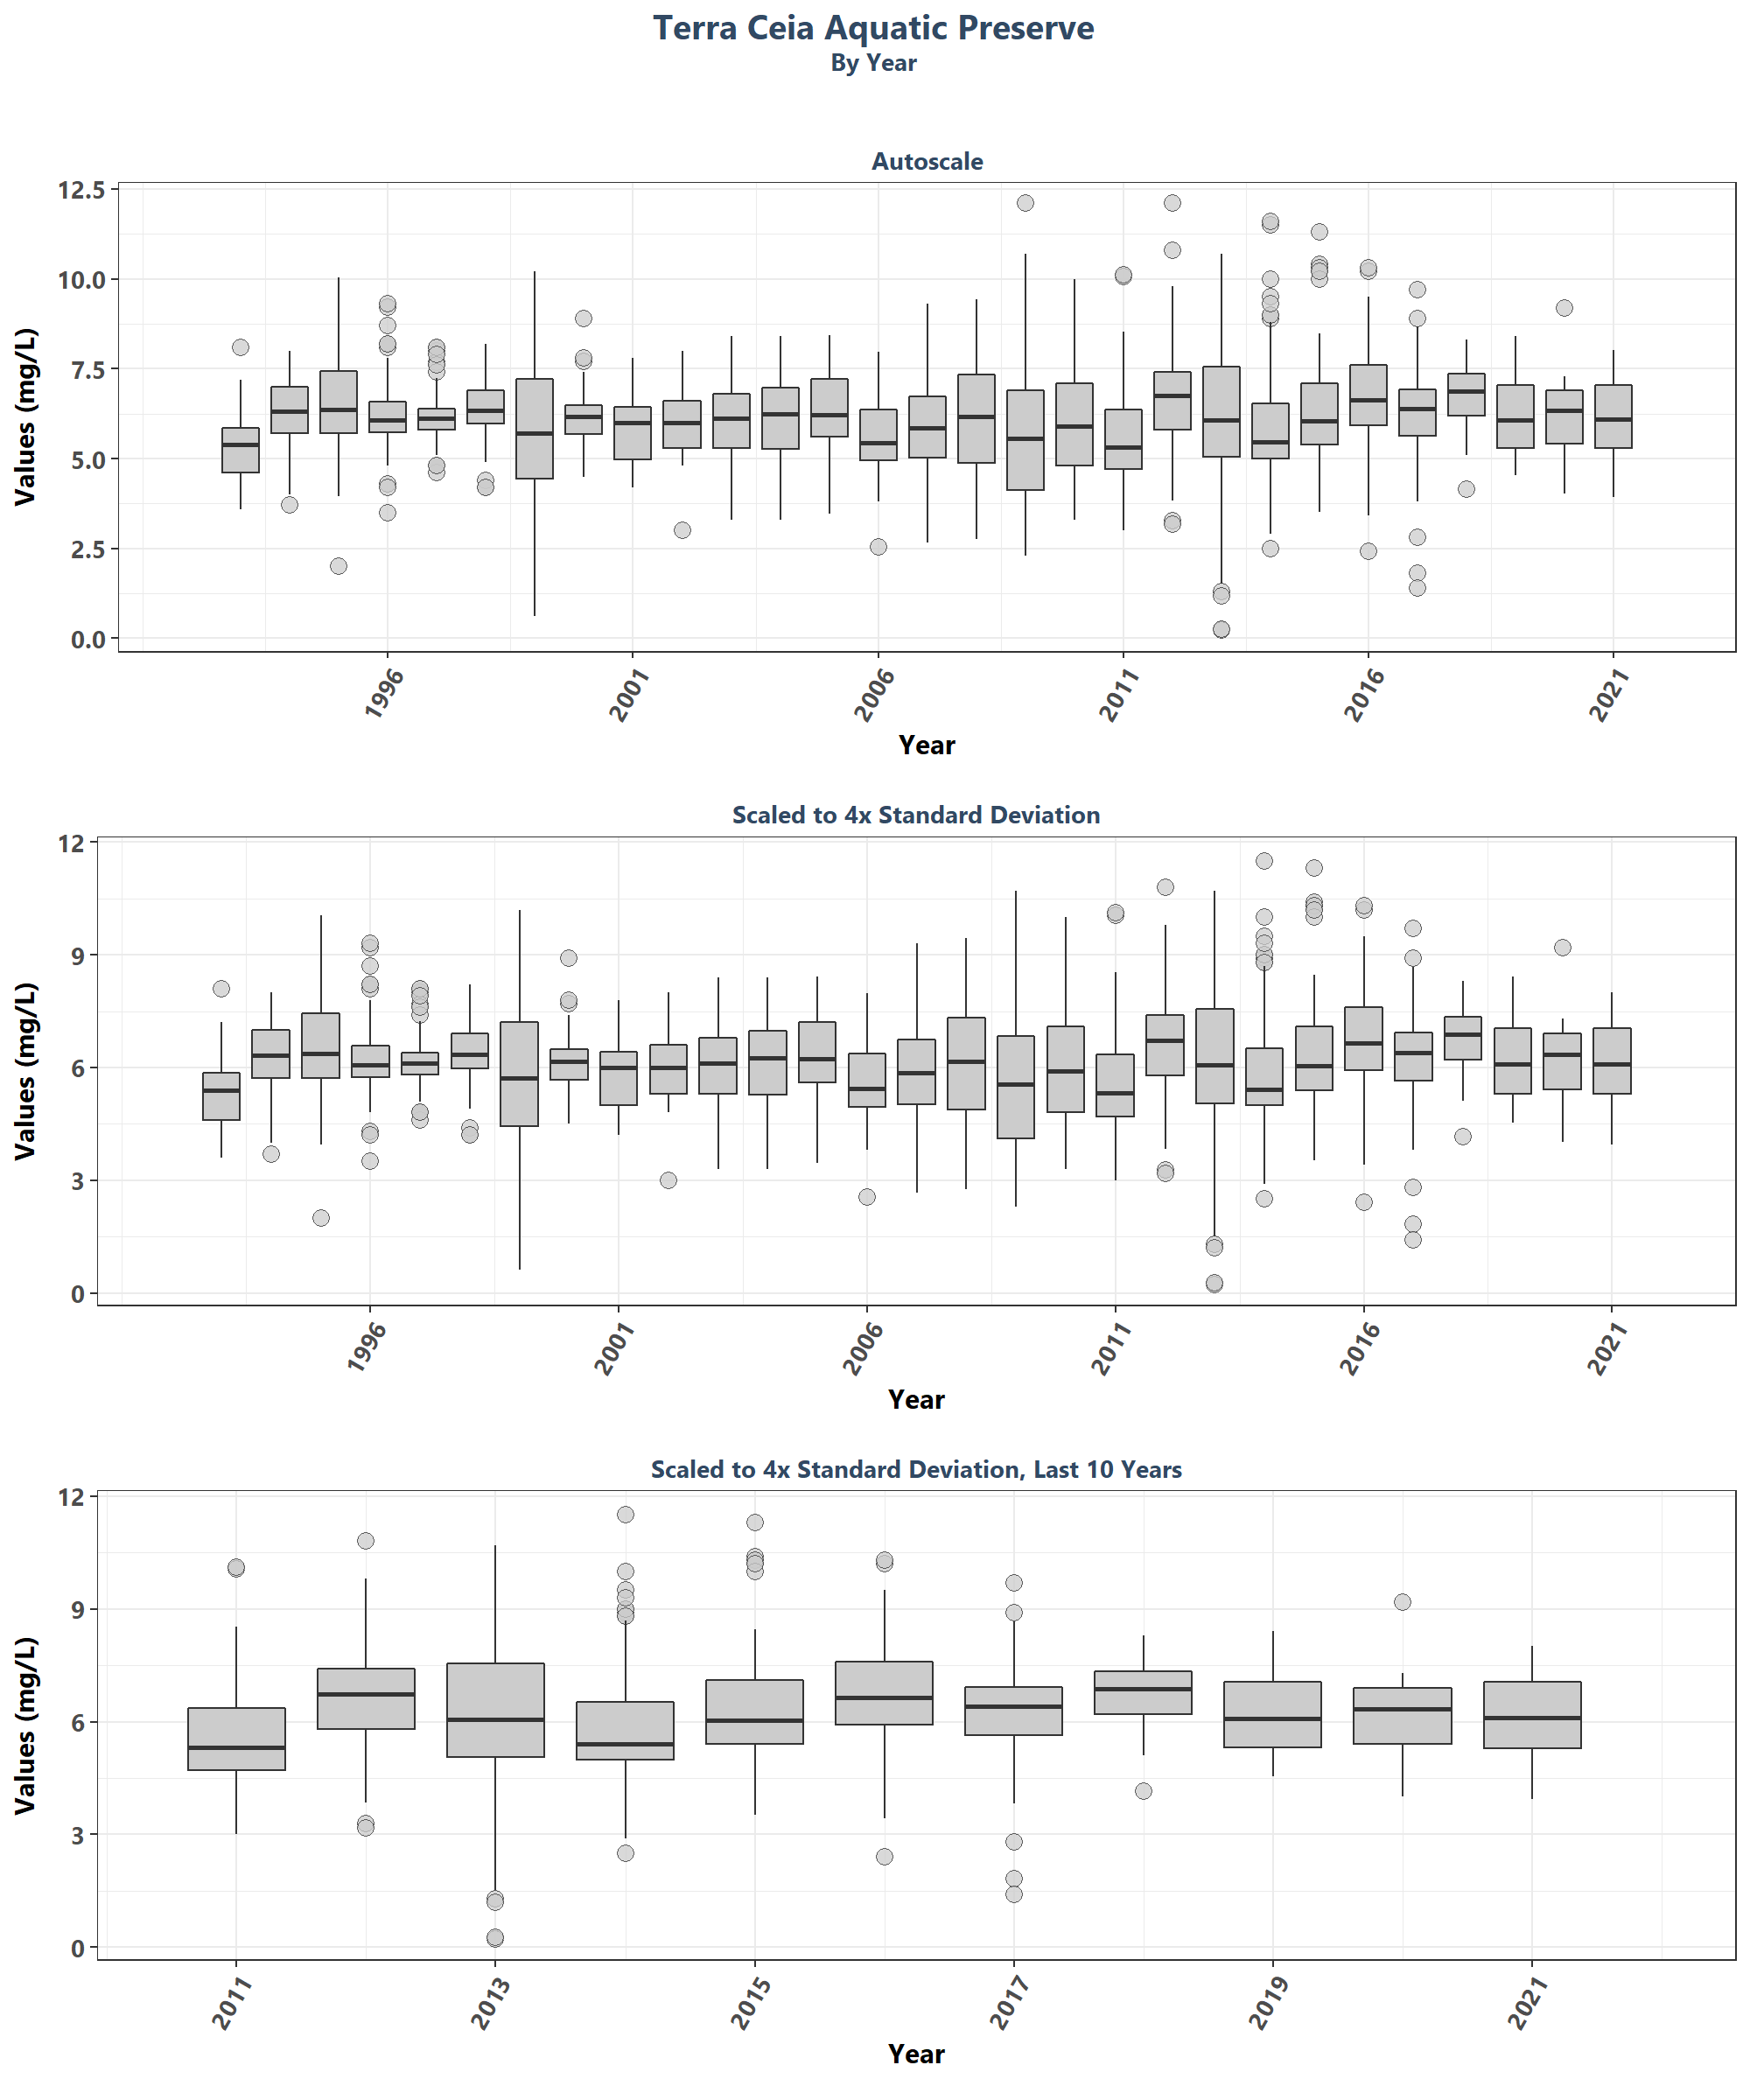 Terra Ceia Aquatic Preserve
By Year
Autoscale
Values (mg/L)
12.5
10.0
7.5
5.0
2.5
0.0
1996 2001 2006 2011 2016 2021
Year
Scaled to 4x Standard Deviation
Values (mg/L)
12
9
6
3
0
1996 2001 2006 2011 2016 2021
Year
Scaled to 4x Standard Deviation, Last 10 Years
Values (mg/L)
12
9
6
3
0
2011 2013 2015 2017 2019 2021
Year